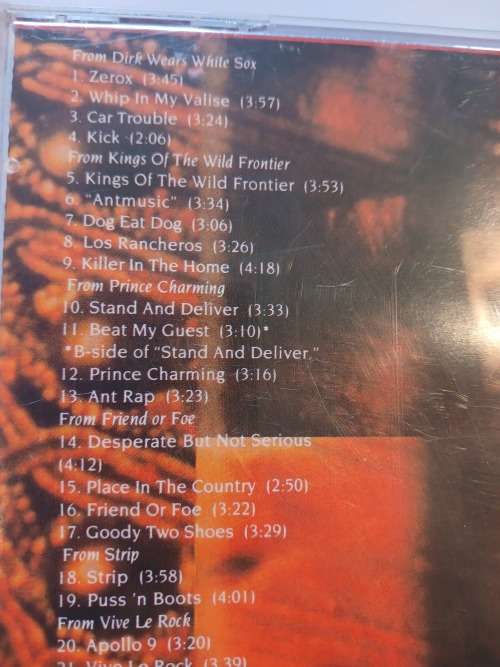 From Dirk Wears White Sox
1. Zerox (3:45)
2. Whip In My Valise (3:57)
3. Car Trouble (3:24)
4. Kick (2:06)
From Kings Of The Wild Frontier
5. Kings Of The Wild Frontier (3:53)
6. "Antmusic" (3:34)
7. Dog Eat Dog (3:06)
8. Los Rancheros (3:26)
9. Killer In The Home (4:18)
From Prince Charming
10. Stand And Deliver (3:33)
11. Beat My Guest (3:10)*
*B-side of "Stand And Deliver."
12. Prince Charming (3:16)
13. Ant Rap (3:23)
From Friend or Foe
14. Desperate But Not Serious
(4:12)
15. Place In The Country (2:50)
16. Friend Or Foe (3:22)
17. Goody Two Shoes (3:29)
From Strip
18. Strip (3:58)
19. Puss 'n Boots (4:01)
From Vive Le Rock
20. Apollo 9 (3:20)
21. Vive Le Rock (3:39)